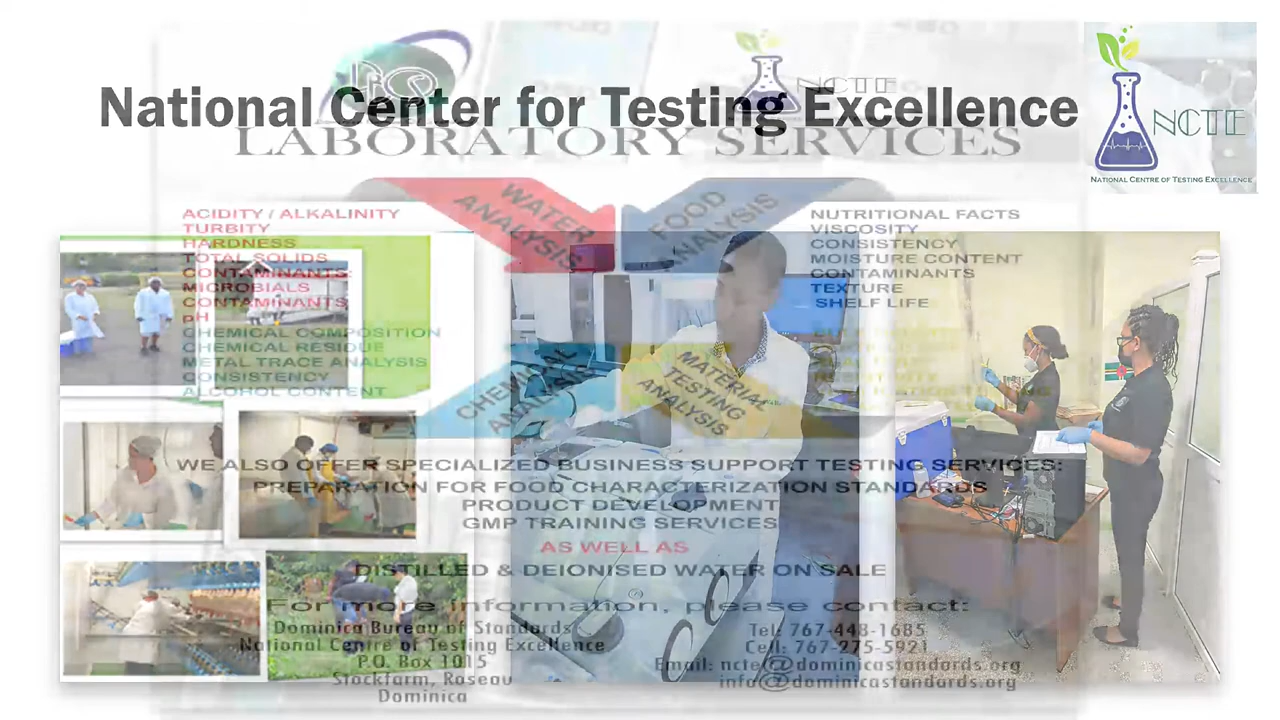 National Center for Testing Excellence
NCTE
NATIONAL CENTRE OF TESTING EXCELLENCE
NCTE
LABORATORY SERVICES
WATER ANALYSIS
FOOD ANALYSIS
ACIDITY / ALKALINITY
TURBITY
HARDNESS
TOTAL SOLIDS
CONTAMINANTS:
MICROBIALS
CONTAMINANTS
pH
CHEMICAL COMPOSITION
CHEMICAL RESIDUE
METAL TRACE ANALYSIS
CONSISTENCY
ALCOHOL CONTENT
NUTRITIONAL FACTS
VISCOSITY
CONSISTENCY
MOISTURE CONTENT
CONTAMINANTS
TEXTURE
SHELF LIFE
CHEMICAL ANALYSIS
MATERIAL TESTING ANALYSIS
WE ALSO OFFER SPECIALIZED BUSINESS SUPPORT TESTING SERVICES:
PREPARATION FOR FOOD CHARACTERIZATION STANDARDS
PRODUCT DEVELOPMENT
GMP TRAINING SERVICES
AS WELL AS
DISTILLED & DEIONISED WATER ON SALE
For more information, please contact:
Dominica Bureau of Standards
National Centre of Testing Excellence
P.O. Box 1015
Stockfarm, Roseau
Dominica
Tel: 767-448-1685
Cell: 767-275-5921
Email: ncte@dominicastandards.org
info@dominicastandards.org